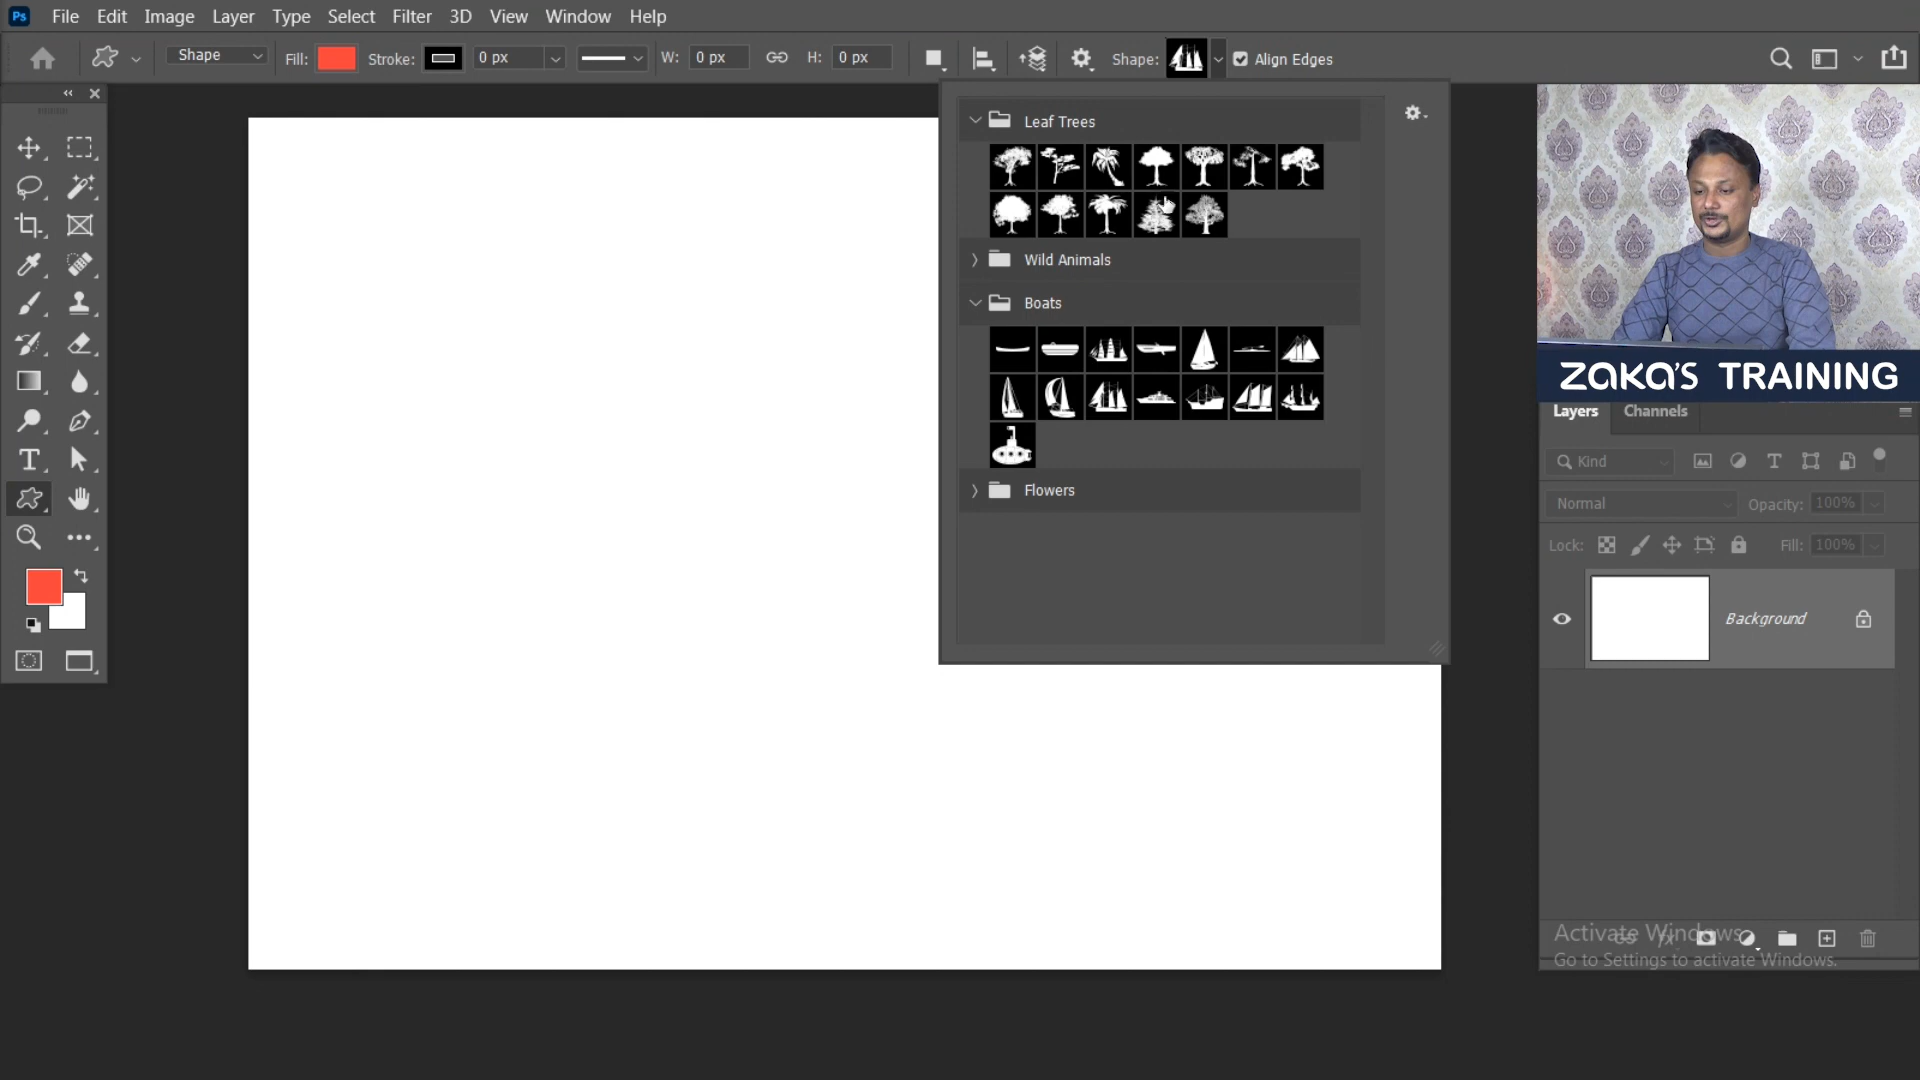 Ps File Edit Image Layer Type Select Filter 3D View Window Help
Shape Fill: Stroke: 0 px W: 0 px H: 0 px Shape: Align Edges
Leaf Trees
Wild Animals
Boats
Flowers
ZAKA'S TRAINING
Layers Channels
Kind
Normal Opacity: 100%
Lock: Fill: 100%
Background
Activate Windows
Go to Settings to activate Windows.